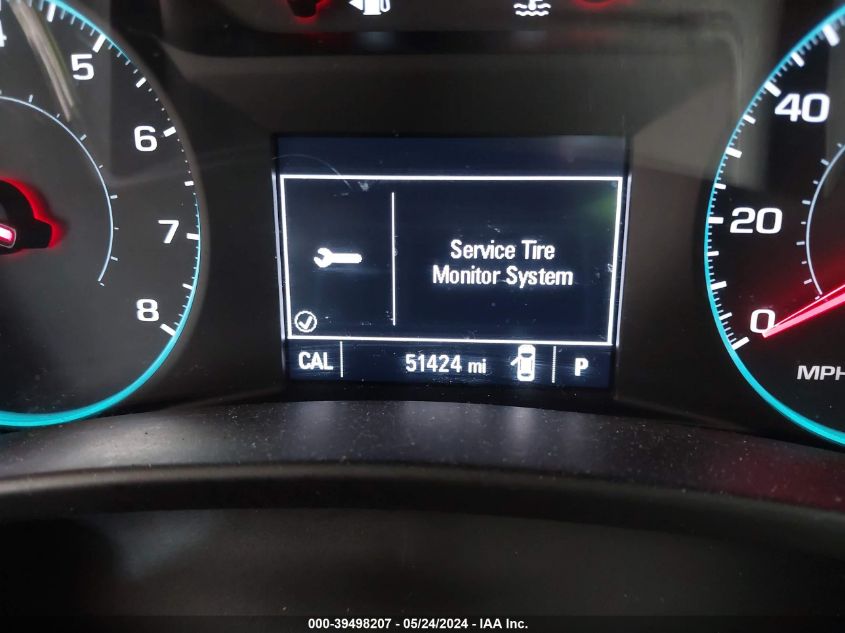 5
6
7
8
40
20
0
MPH
Service Tire
Monitor System
CAL 51424 mi P
000-39498207 - 05/24/2024 - IAA Inc.